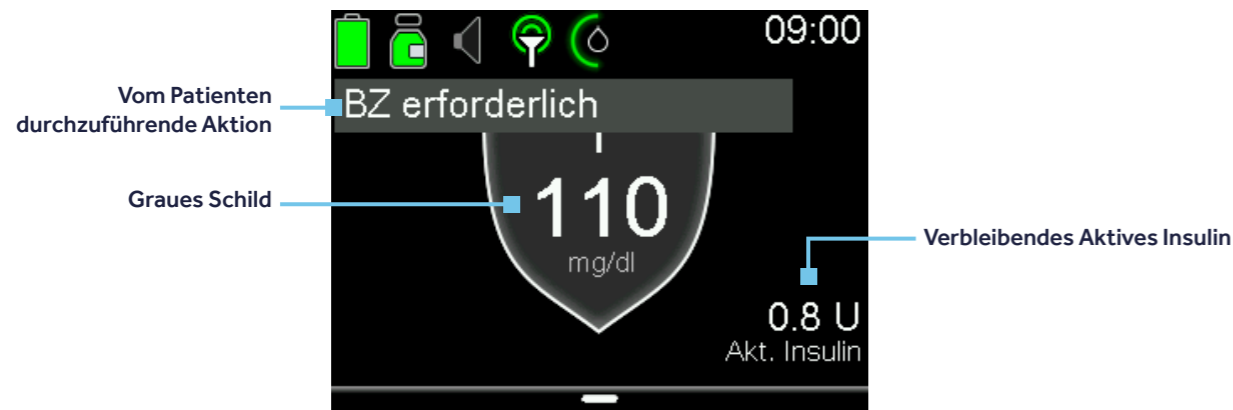 09:00
Vom Patienten
durchzuführende Aktion
BZ erforderlich
Graues Schild
110
mg/dl
Verbleibendes Aktives Insulin
0.8 U
Akt. Insulin